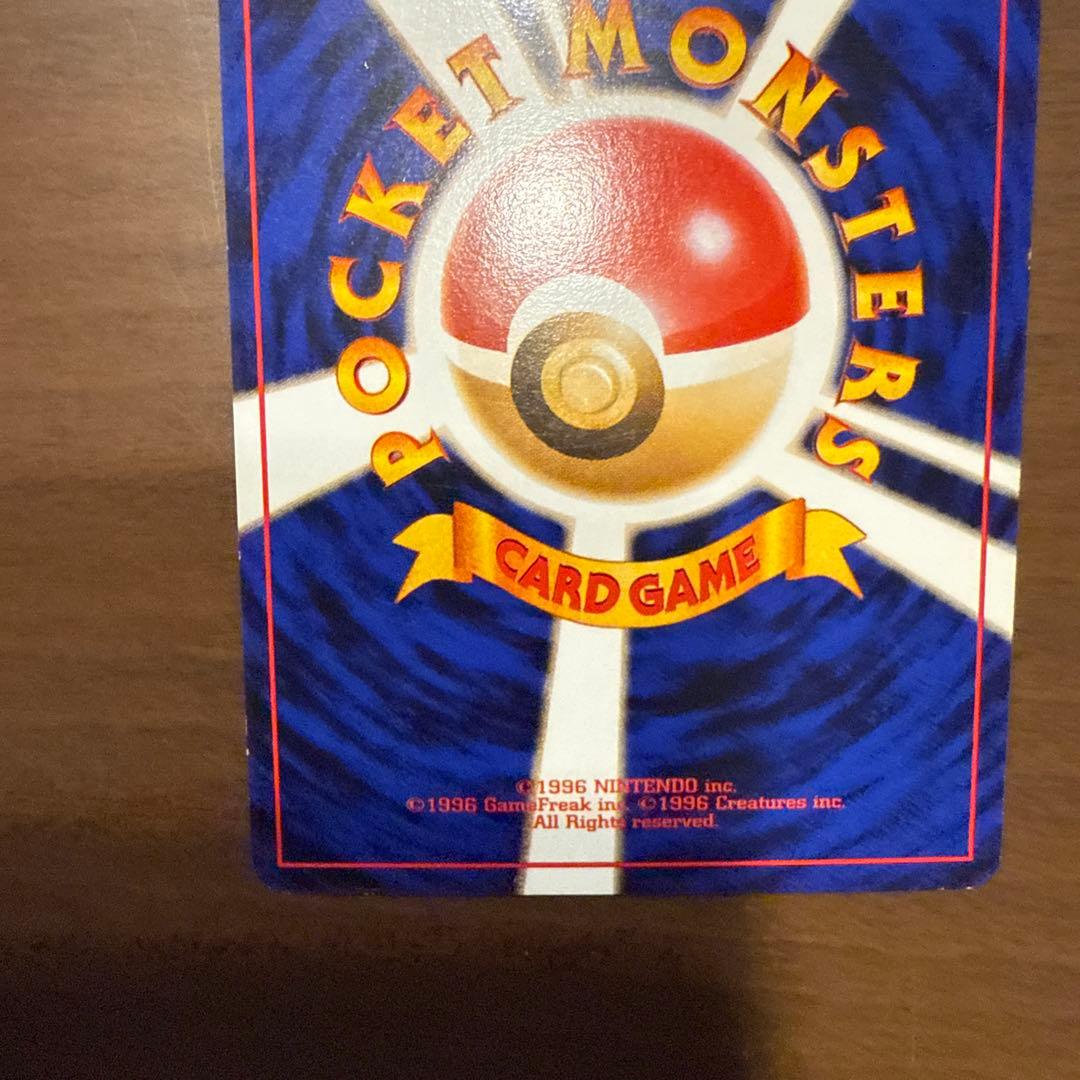 POCKET MONSTERS
CARD GAME
©1996 NINTENDO inc.
©1996 GameFreak inc. ©1996 Creatures inc.
All Rights reserved.